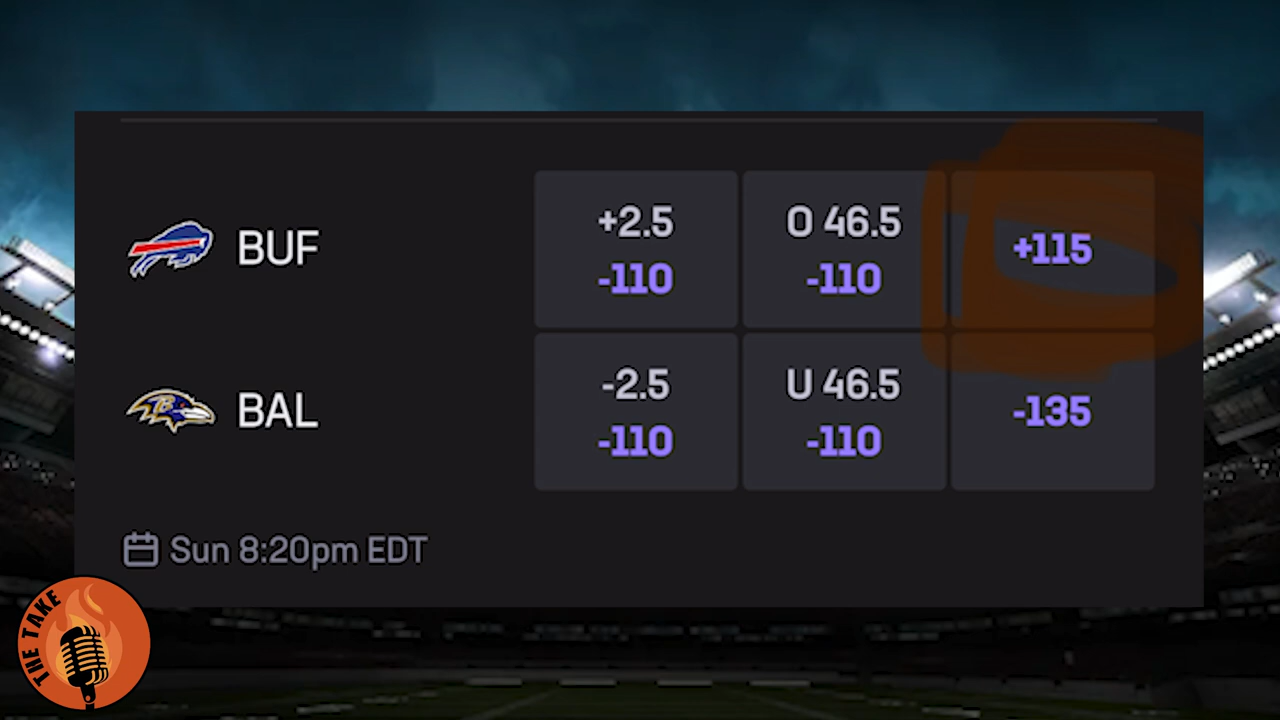 BUF
+2.5
-110
O 46.5
-110
+115
BAL
-2.5
-110
U 46.5
-110
-135
Sun 8:20pm EDT
THE TAKE